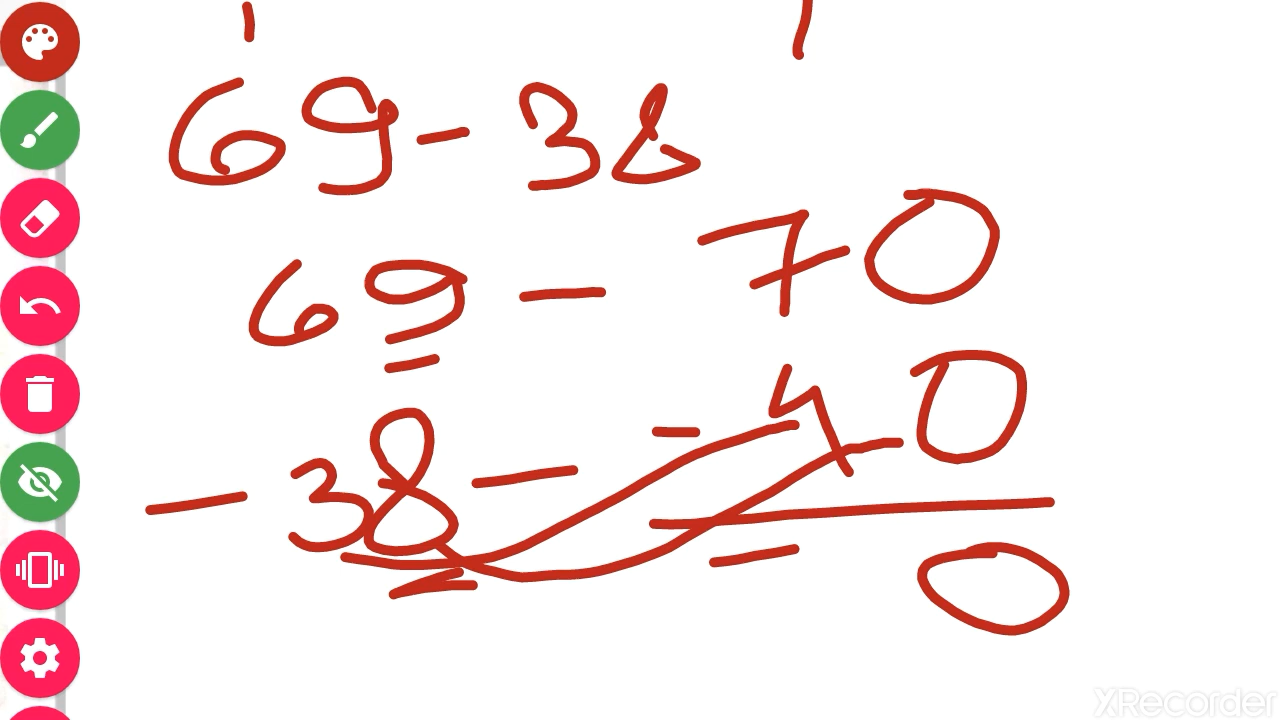 69 - 38
69 - 70
- 38 - - 40
= 0
XRecorder